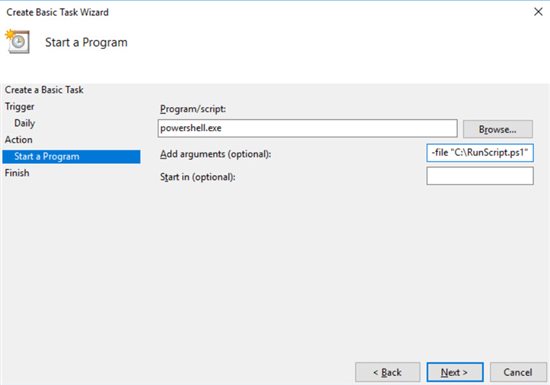 Create Basic Task Wizard
Start a Program
Create a Basic Task
Trigger
Daily
Action
Start a Program
Finish
Program/script:
powershell.exe
Browse...
Add arguments (optional):
-file "C:\RunScript.ps1"
Start in (optional):
< Back
Next >
Cancel